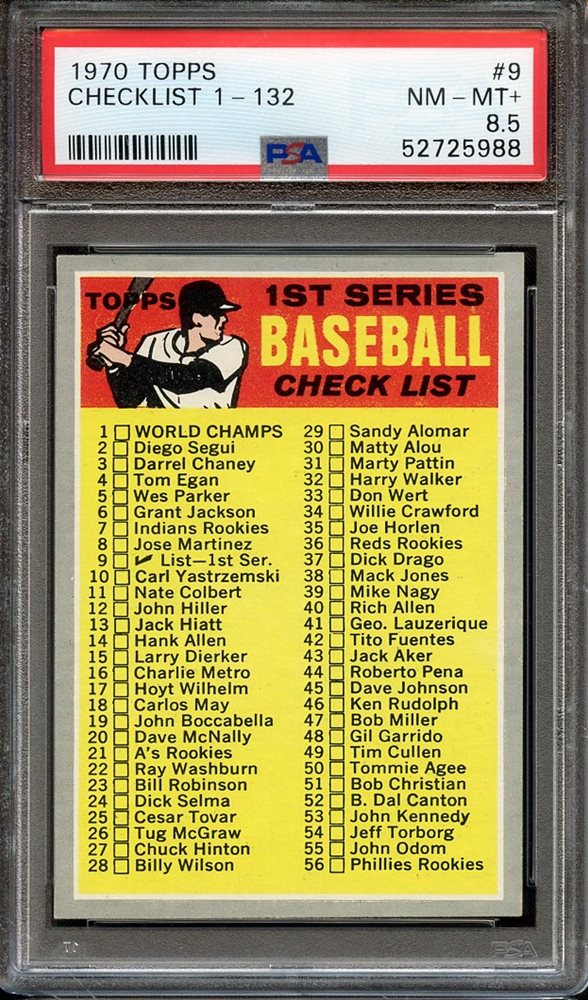 1970 TOPPS #9
CHECKLIST 1 - 132 NM - MT+
8.5
PSA 52725988
TOPPS 1ST SERIES
BASEBALL
CHECK LIST
1 WORLD CHAMPS
2 Diego Segui
3 Darrel Chaney
4 Tom Egan
5 Wes Parker
6 Grant Jackson
7 Indians Rookies
8 Jose Martinez
9 ✔ List—1st Ser.
10 Carl Yastrzemski
11 Nate Colbert
12 John Hiller
13 Jack Hiatt
14 Hank Allen
15 Larry Dierker
16 Charlie Metro
17 Hoyt Wilhelm
18 Carlos May
19 John Boccabella
20 Dave McNally
21 A's Rookies
22 Ray Washburn
23 Bill Robinson
24 Dick Selma
25 Cesar Tovar
26 Tug McGraw
27 Chuck Hinton
28 Billy Wilson
29 Sandy Alomar
30 Matty Alou
31 Marty Pattin
32 Harry Walker
33 Don Wert
34 Willie Crawford
35 Joe Horlen
36 Reds Rookies
37 Dick Drago
38 Mack Jones
39 Mike Nagy
40 Rich Allen
41 Geo. Lauzerique
42 Tito Fuentes
43 Jack Aker
44 Roberto Pena
45 Dave Johnson
46 Ken Rudolph
47 Bob Miller
48 Gil Garrido
49 Tim Cullen
50 Tommie Agee
51 Bob Christian
52 B. Dal Canton
53 John Kennedy
54 Jeff Torborg
55 John Odom
56 Phillies Rookies
PSA